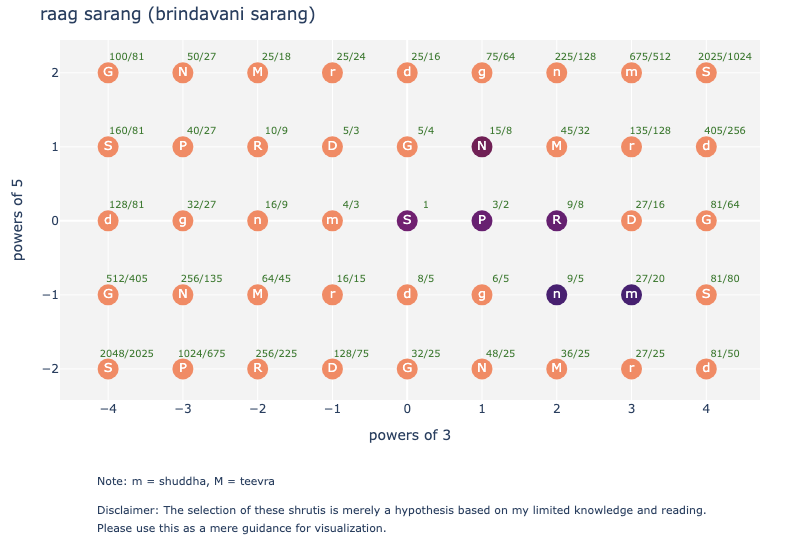 raag sarang (brindavani sarang)
100/81 50/27 25/18 25/24 25/16 75/64 225/128 675/512 2025/1024
2 G N M r d g n m S
160/81 40/27 10/9 5/3 5/4 15/8 45/32 135/128 405/256
1 S P R D G N M r d
128/81 32/27 16/9 4/3 1 3/2 9/8 27/16 81/64
0 d g n m S P R D G
512/405 256/135 64/45 16/15 8/5 6/5 9/5 27/20 81/80
−1 G N M r d g n m S
2048/2025 1024/675 256/225 128/75 32/25 48/25 36/25 27/25 81/50
−2 S P R D G N M r d
−4 −3 −2 −1 0 1 2 3 4
powers of 5
powers of 3
Note: m = shuddha, M = teevra
Disclaimer: The selection of these shrutis is merely a hypothesis based on my limited knowledge and reading.
Please use this as a mere guidance for visualization.